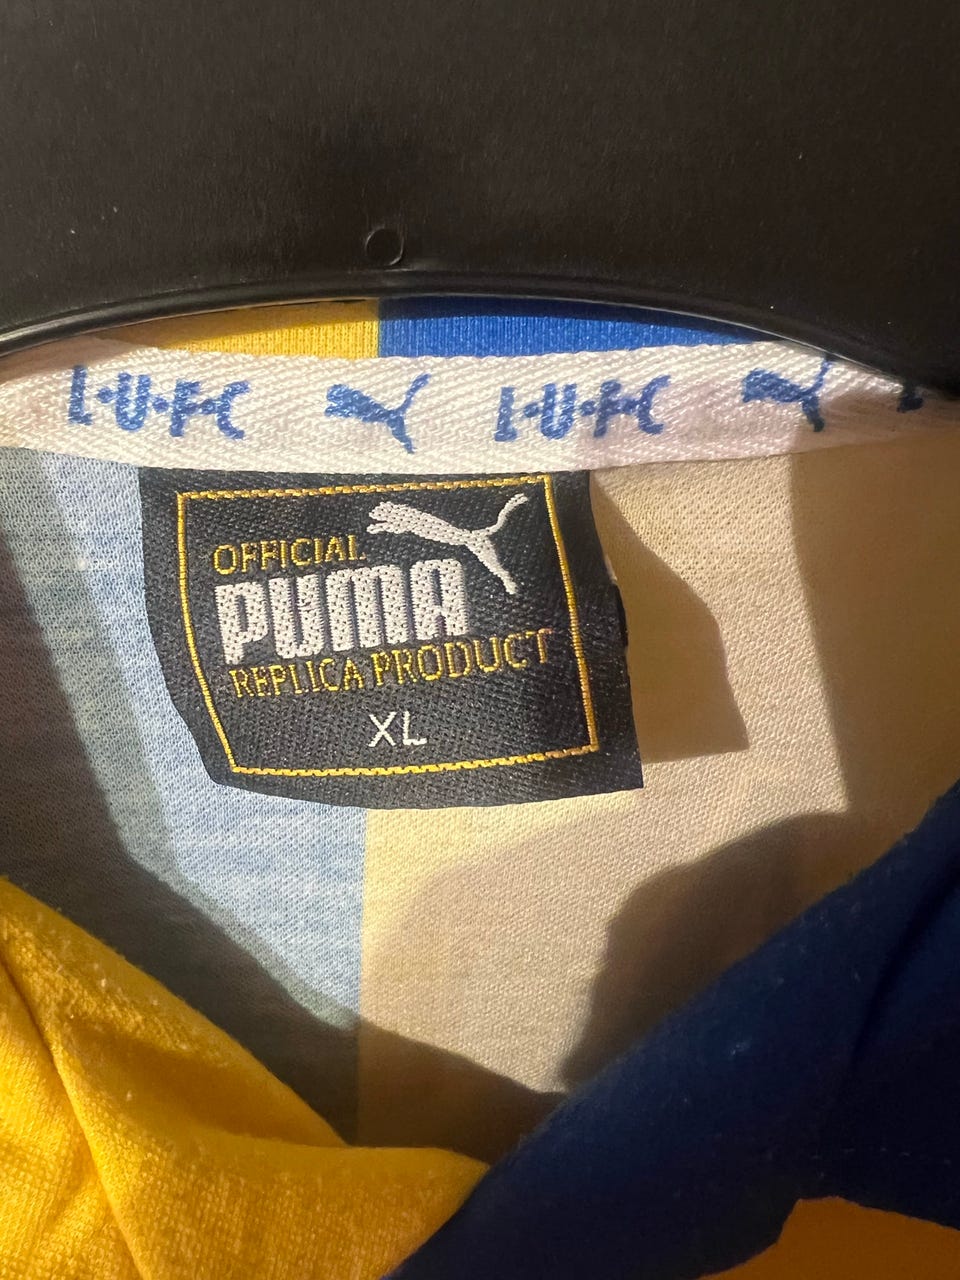 L·U·F·C L·U·F·C
OFFICIAL
PUMA
REPLICA PRODUCT
XL